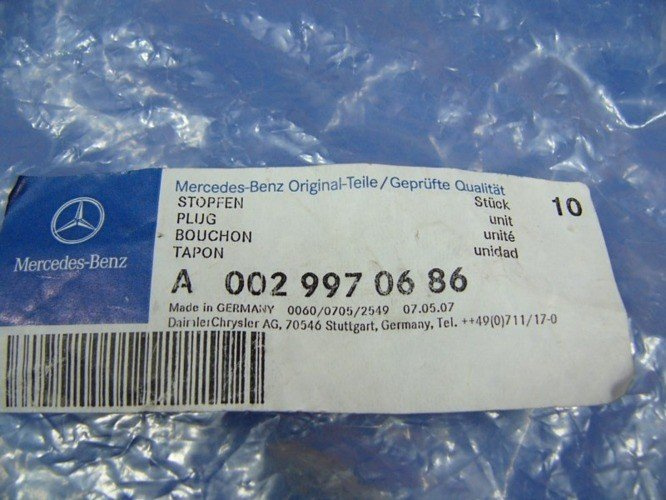 Mercedes-Benz
Mercedes-Benz Original-Teile/Geprüfte Qualität
STOPFEN Stück 10
PLUG unit
BOUCHON unité
TAPON unidad
A 002 997 06 86
Made in GERMANY 0060/0705/2549 07.05.07
DaimlerChrysler AG, 70546 Stuttgart, Germany, Tel. ++49(0)711/17-0